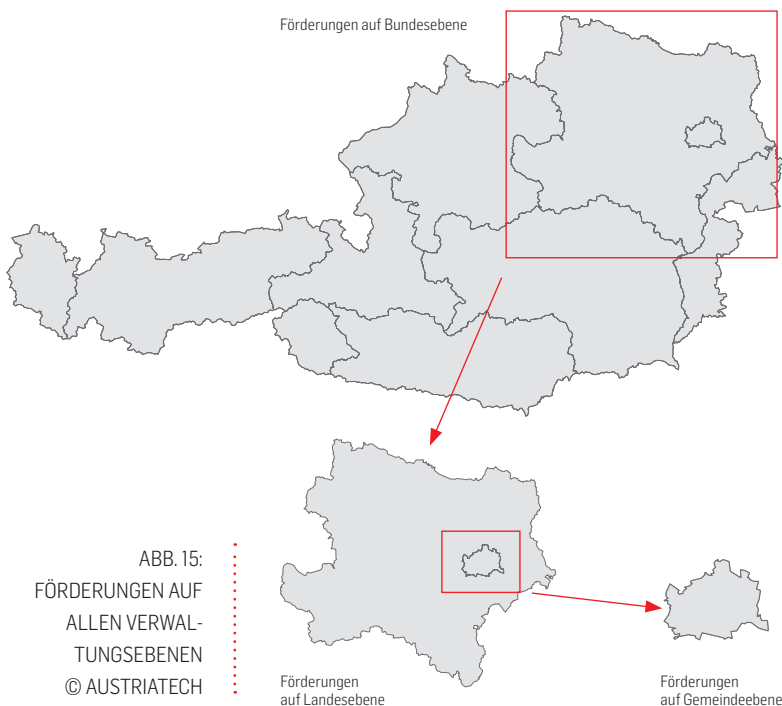 Förderungen auf Bundesebene
ABB. 15:
FÖRDERUNGEN AUF
ALLEN VERWAL-
TUNGSEBENEN
© AUSTRIATECH
Förderungen
auf Landesebene
Förderungen
auf Gemeindeebene